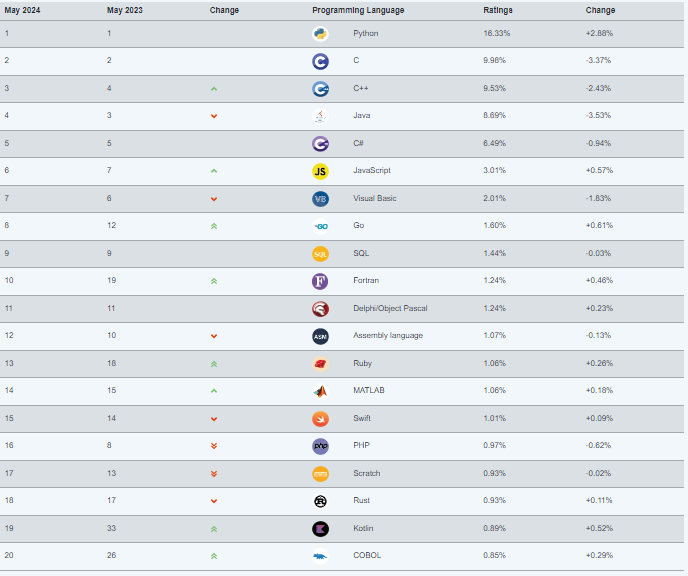 May 2024 May 2023 Change Programming Language Ratings Change
1 1 Python 16.33% +2.88%
2 2 C 9.98% -3.37%
3 4 C++ 9.53% -2.43%
4 3 Java 8.69% -3.53%
5 5 C# 6.49% -0.94%
6 7 JS JavaScript 3.01% +0.57%
7 6 VB Visual Basic 2.01% -1.83%
8 12 GO Go 1.60% +0.61%
9 9 SQL SQL 1.44% -0.03%
10 19 F Fortran 1.24% +0.46%
11 11 Delphi/Object Pascal 1.24% +0.23%
12 10 ASM Assembly language 1.07% -0.13%
13 18 Ruby 1.06% +0.26%
14 15 MATLAB 1.06% +0.18%
15 14 Swift 1.01% +0.09%
16 8 php PHP 0.97% -0.62%
17 13 Scratch 0.93% -0.02%
18 17 Rust 0.93% +0.11%
19 33 Kotlin 0.89% +0.52%
20 26 COBOL 0.85% +0.29%